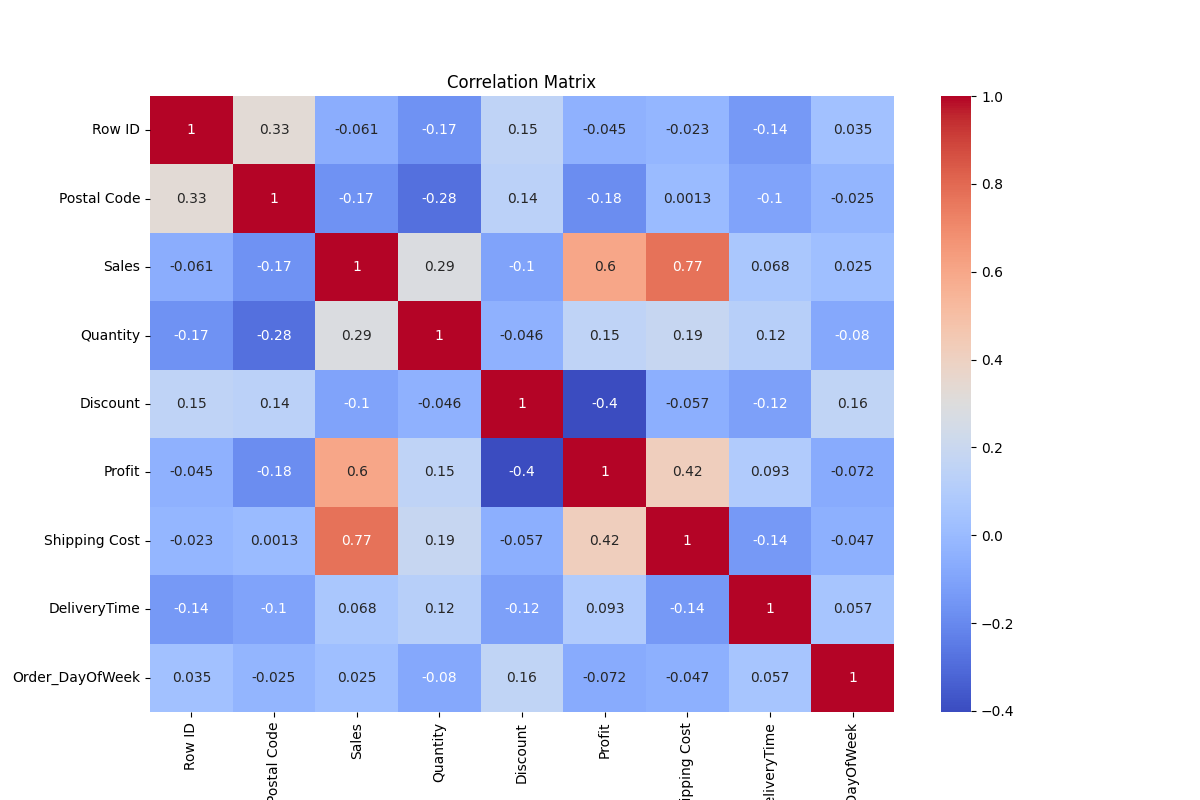 Correlation Matrix
Row ID 1 0.33 -0.061 -0.17 0.15 -0.045 -0.023 -0.14 0.035
Postal Code 0.33 1 -0.17 -0.28 0.14 -0.18 0.0013 -0.1 -0.025
Sales -0.061 -0.17 1 0.29 -0.1 0.6 0.77 0.068 0.025
Quantity -0.17 -0.28 0.29 1 -0.046 0.15 0.19 0.12 -0.08
Discount 0.15 0.14 -0.1 -0.046 1 -0.4 -0.057 -0.12 0.16
Profit -0.045 -0.18 0.6 0.15 -0.4 1 0.42 0.093 -0.072
Shipping Cost -0.023 0.0013 0.77 0.19 -0.057 0.42 1 -0.14 -0.047
DeliveryTime -0.14 -0.1 0.068 0.12 -0.12 0.093 -0.14 1 0.057
Order_DayOfWeek 0.035 -0.025 0.025 -0.08 0.16 -0.072 -0.047 0.057 1
Row ID
Postal Code
Sales
Quantity
Discount
Profit
ipping Cost
eliveryTime
DayOfWeek
1.0
0.8
0.6
0.4
0.2
0.0
−0.2
−0.4